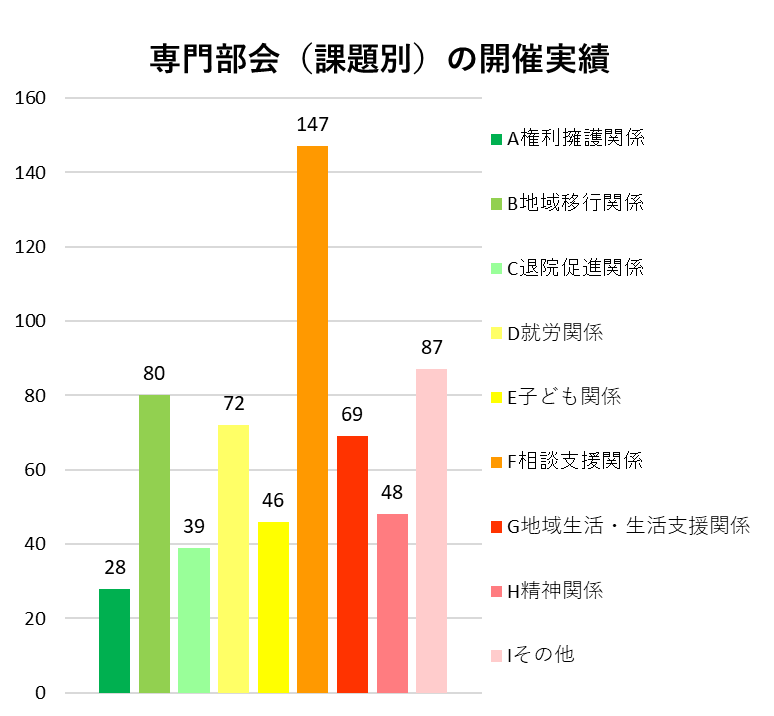 専門部会（課題別）の開催実績
160
140
120
100
80
60
40
20
0
28
80
39
72
46
147
69
48
87
A権利擁護関係
B地域移行関係
C退院促進関係
D就労関係
E子ども関係
F相談支援関係
G地域生活・生活支援関係
H精神関係
Iその他